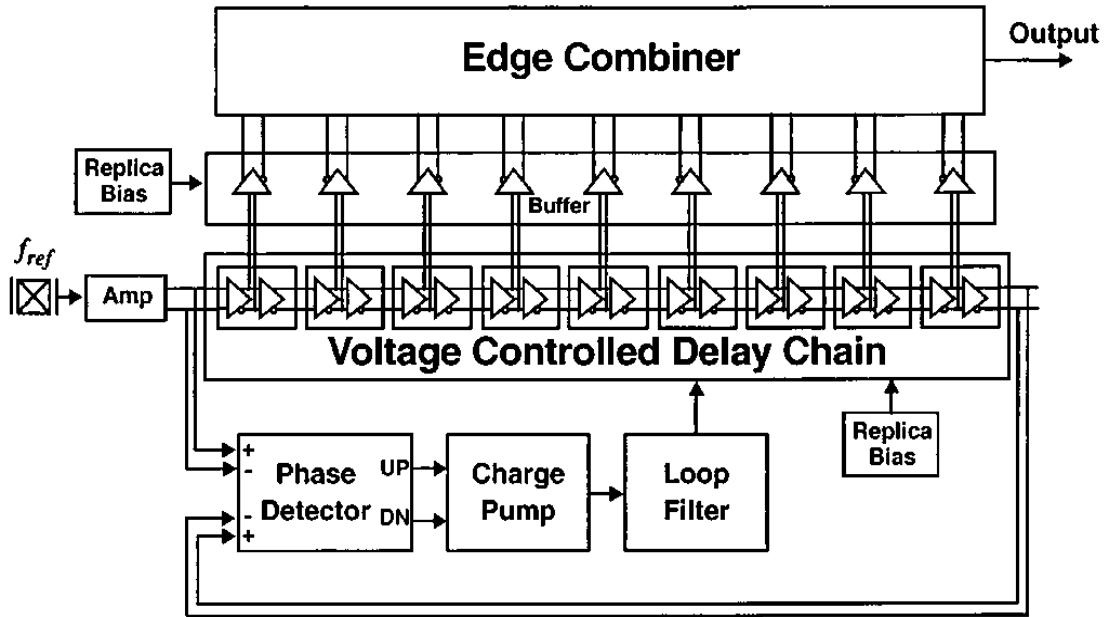 Edge Combiner
Output
Replica
Bias
Buffer
f_ref
Amp
Voltage Controlled Delay Chain
Replica
Bias
+
-
Phase
Detector
-
+
UP
DN
Charge
Pump
Loop
Filter